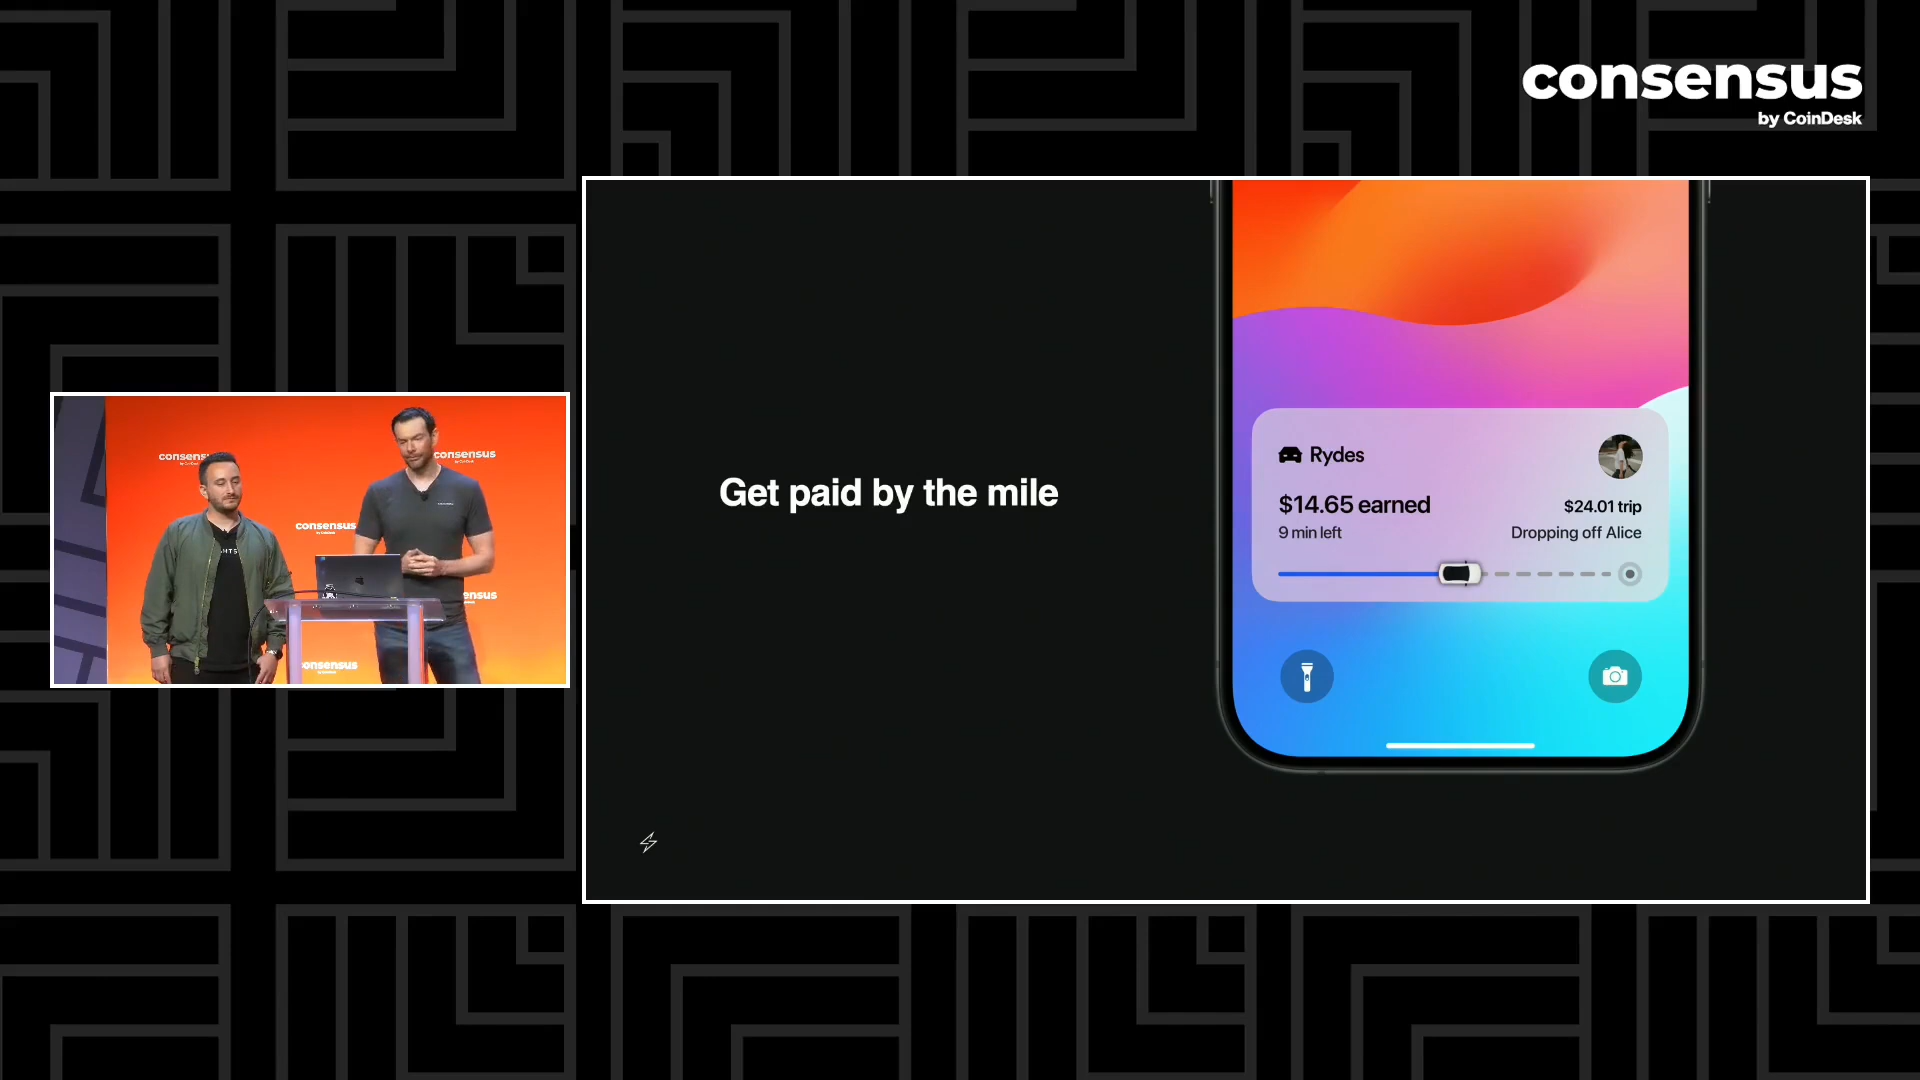 consensus
by CoinDesk
Get paid by the mile
Rydes
$14.65 earned
$24.01 trip
9 min left
Dropping off Alice
consensus
consensus
consensus
consensus